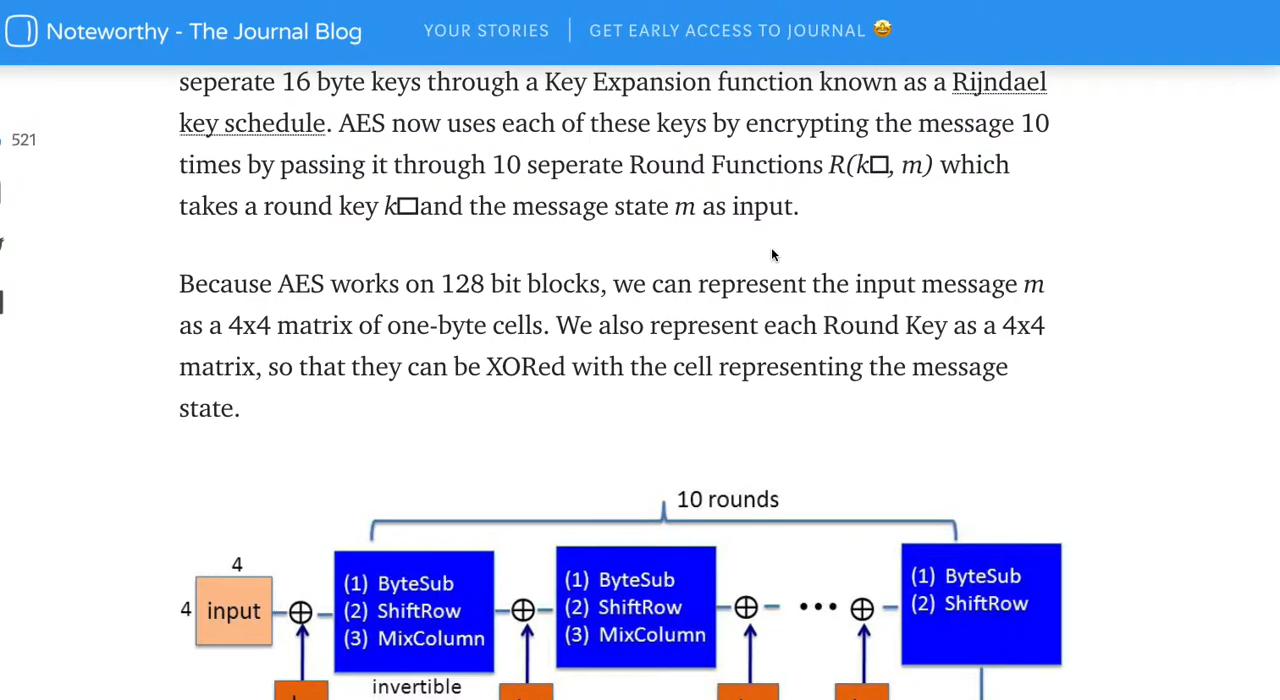 Noteworthy - The Journal Blog
YOUR STORIES
GET EARLY ACCESS TO JOURNAL 🤩
seperate 16 byte keys through a Key Expansion function known as a Rijndael
521
key schedule. AES now uses each of these keys by encrypting the message 10
times by passing it through 10 seperate Round Functions R(k□, m) which
takes a round key k□and the message state m as input.
Because AES works on 128 bit blocks, we can represent the input message m
as a 4x4 matrix of one-byte cells. We also represent each Round Key as a 4x4
matrix, so that they can be XORed with the cell representing the message
state.
10 rounds
4
4
input
(1) ByteSub
(2) ShiftRow
(3) MixColumn
invertible
(1) ByteSub
(2) ShiftRow
(3) MixColumn
•••
(1) ByteSub
(2) ShiftRow